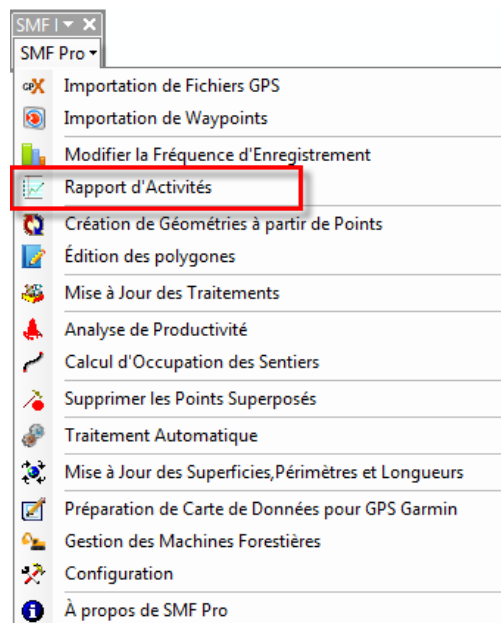 SMF
SMF Pro
Importation de Fichiers GPS
Importation de Waypoints
Modifier la Fréquence d'Enregistrement
Rapport d'Activités
Création de Géométries à partir de Points
Édition des polygones
Mise à Jour des Traitements
Analyse de Productivité
Calcul d'Occupation des Sentiers
Supprimer les Points Superposés
Traitement Automatique
Mise à Jour des Superficies,Périmètres et Longueurs
Préparation de Carte de Données pour GPS Garmin
Gestion des Machines Forestières
Configuration
À propos de SMF Pro